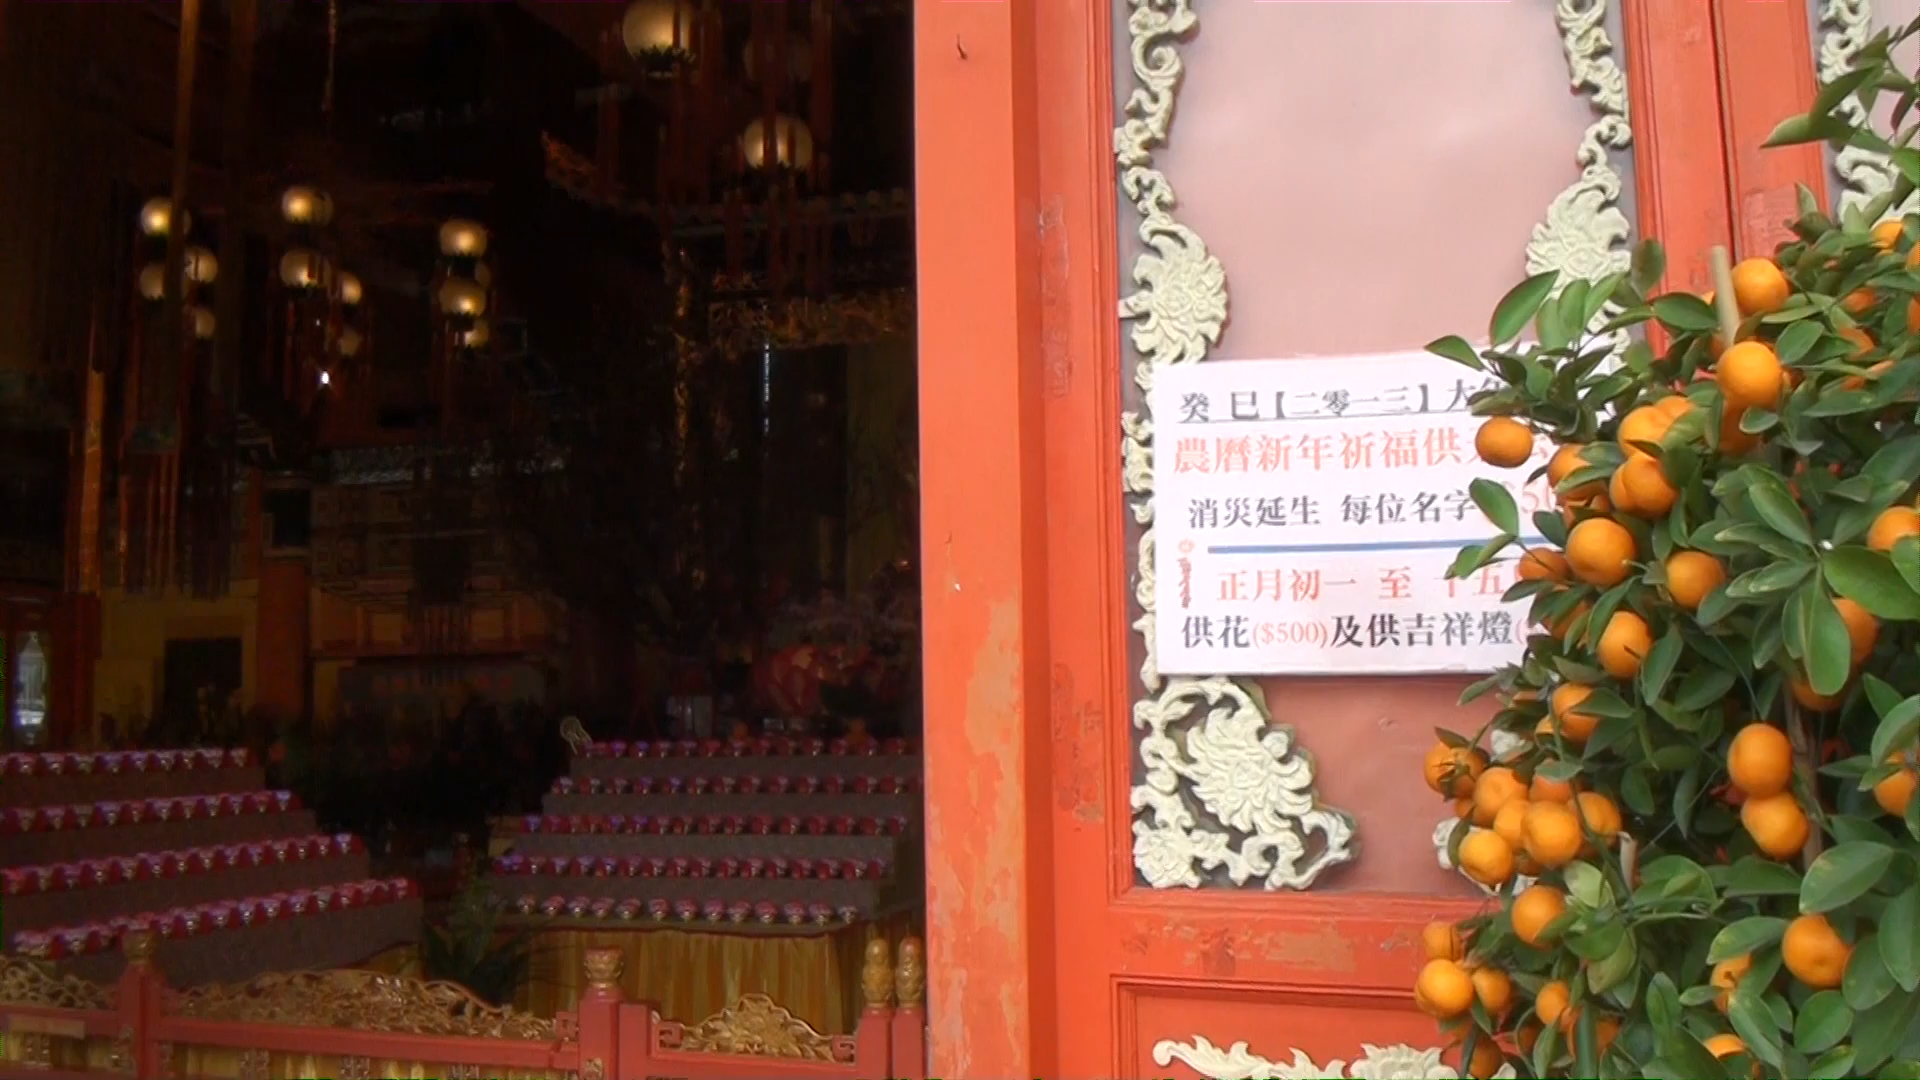 癸 巳【二零一三】大
農曆新年祈福供
消災延生 每位名字
正月初一 至 十五
供花($500)及供吉祥燈